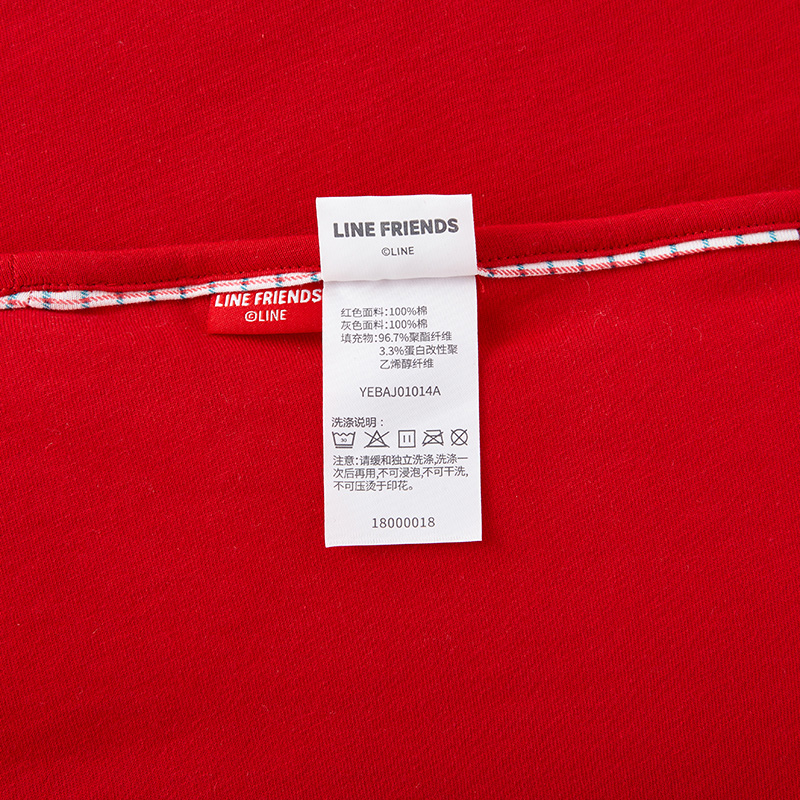 LINE FRIENDS
©LINE
LINE FRIENDS
©LINE
红色面料:100%棉
灰色面料:100%棉
填充物:96.7%聚酯纤维
3.3%蛋白改性聚
乙烯醇纤维
YEBAJ01014A
洗涤说明:
30
注意:请缓和独立洗涤,洗涤一
次后再用,不可浸泡,不可干洗,
不可压烫于印花。
18000018